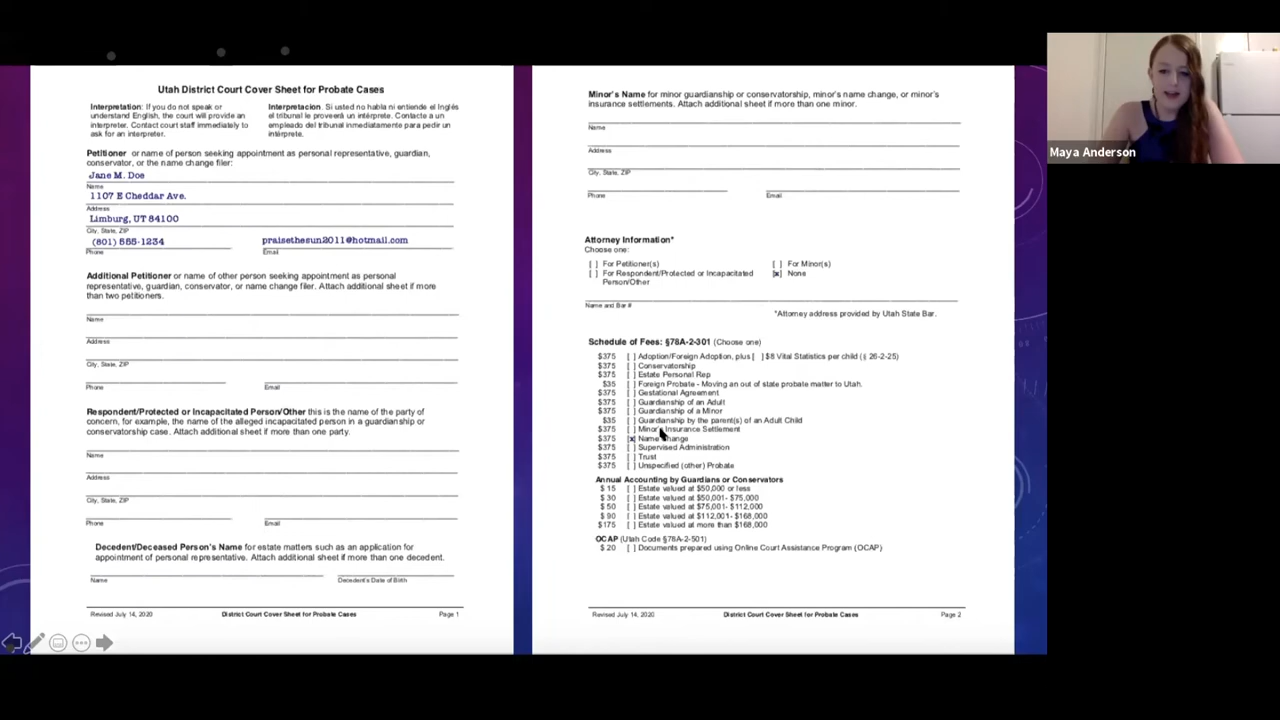 Utah District Court Cover Sheet for Probate Cases
Interpretation: If you do not speak or
understand English, the court will provide an
interpreter. Contact court staff immediately to
ask for an interpreter.
Interpretacion. Si usted no habla ni entiende el Inglés
el tribunal le proveerá un intérprete. Contacte a un
empleado del tribunal inmediatamente para pedir un
intérprete.
Petitioner or name of person seeking appointment as personal representative, guardian,
conservator, or the name change filer:
Jane M. Doe
Name
1107 E Cheddar Ave.
Address
Limburg, UT 84100
City, State, ZIP
(801) 555-1234 praisethesun2011@hotmail.com
Phone Email
Additional Petitioner or name of other person seeking appointment as personal
representative, guardian, conservator, or name change filer. Attach additional sheet if more
than two petitioners.
Name
Address
City, State, ZIP
Phone Email
Respondent/Protected or Incapacitated Person/Other this is the name of the party of
concern, for example, the name of the alleged incapacitated person in a guardianship or
conservatorship case. Attach additional sheet if more than one party.
Name
Address
City, State, ZIP
Phone Email
Decedent/Deceased Person's Name for estate matters such as an application for
appointment of personal representative. Attach additional sheet if more than one decedent.
Name Decedent's Date of Birth
Revised July 14, 2020 District Court Cover Sheet for Probate Cases Page 1
Minor's Name for minor guardianship or conservatorship, minor's name change, or minor's
insurance settlements. Attach additional sheet if more than one minor.
Name
Address
City, State, ZIP
Phone Email
Attorney Information*
Choose one:
[ ] For Petitioner(s) [ ] For Minor(s)
[ ] For Respondent/Protected or Incapacitated [x] None
Person/Other
Name and Bar #
*Attorney address provided by Utah State Bar.
Schedule of Fees: §78A-2-301 (Choose one)
$375 [ ] Adoption/Foreign Adoption, plus [ ] $8 Vital Statistics per child (§ 26-2-25)
$375 [ ] Conservatorship
$375 [ ] Estate Personal Rep
$35 [ ] Foreign Probate - Moving an out of state probate matter to Utah.
$375 [ ] Gestational Agreement
$375 [ ] Guardianship of an Adult
$375 [ ] Guardianship of a Minor
$35 [ ] Guardianship by the parent(s) of an Adult Child
$375 [ ] Minor's Insurance Settlement
$375 [x] Name Change
$375 [ ] Supervised Administration
$375 [ ] Trust
$375 [ ] Unspecified (other) Probate
Annual Accounting by Guardians or Conservators
$ 15 [ ] Estate valued at $50,000 or less
$ 30 [ ] Estate valued at $50,001- $75,000
$ 50 [ ] Estate valued at $75,001- $112,000
$ 90 [ ] Estate valued at $112,001- $168,000
$175 [ ] Estate valued at more than $168,000
OCAP (Utah Code §78A-2-501)
$ 20 [ ] Documents prepared using Online Court Assistance Program (OCAP)
Revised July 14, 2020 District Court Cover Sheet for Probate Cases Page 2
Maya Anderson